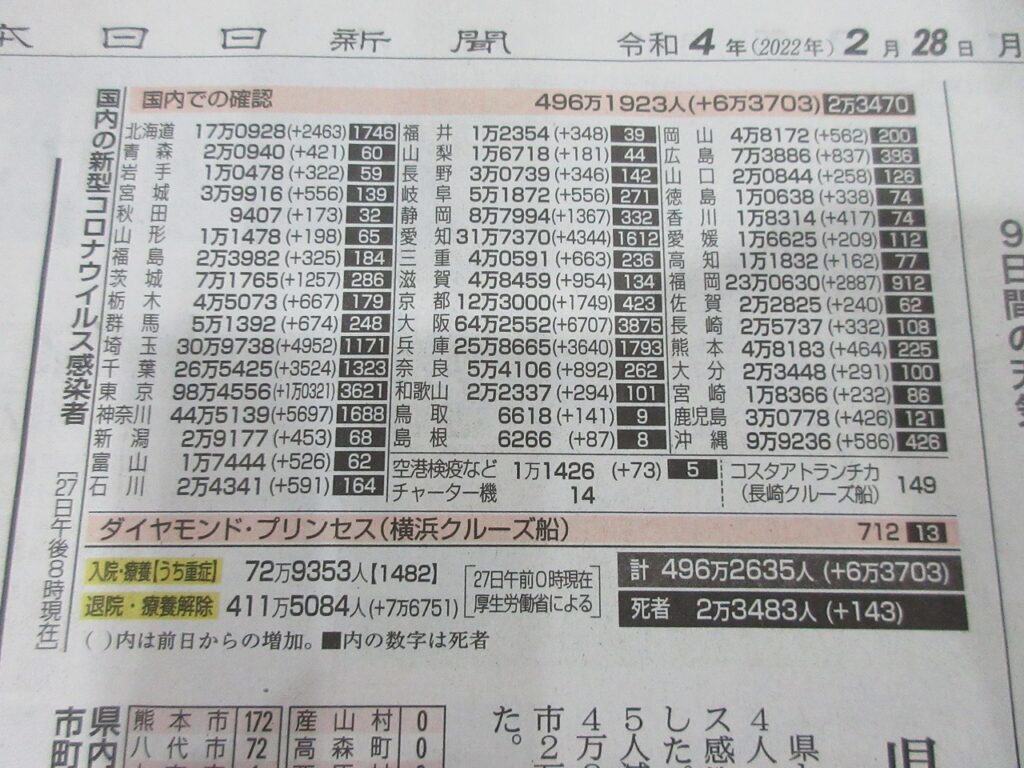 本日日新聞 令和4年(2022年)2月28日 月
国内の新型コロナウイルス感染者
[27日午後8時現在]
国内での確認 496万1923人(+6万3703) 2万3470
北海道 17万0928(+2463) 1746 福井 1万2354(+348) 39 岡山 4万8172(+562) 200
青森 2万0940(+421) 60 山梨 1万6718(+181) 44 広島 7万3886(+837) 396
岩手 1万0478(+322) 59 長野 3万0739(+346) 142 山口 2万0844(+258) 126
宮城 3万9916(+556) 139 岐阜 5万1872(+556) 271 徳島 1万0638(+338) 74
秋田 9407(+173) 32 静岡 8万7994(+1367) 332 香川 1万8314(+417) 74
山形 1万1478(+198) 65 愛知 31万7370(+4344) 1612 愛媛 1万6625(+209) 112
福島 2万3982(+325) 184 三重 4万0591(+663) 236 高知 1万1832(+162) 77
茨城 7万1765(+1257) 286 滋賀 4万8459(+954) 134 福岡 23万0630(+2887) 912
栃木 4万5073(+667) 179 京都 12万3000(+1749) 423 佐賀 2万2825(+240) 62
群馬 5万1392(+674) 248 大阪 64万2552(+6707) 3875 長崎 2万5737(+332) 108
埼玉 30万9738(+4952) 1171 兵庫 25万8665(+3640) 1793 熊本 4万8183(+464) 225
千葉 26万5425(+3524) 1323 奈良 5万4106(+892) 262 大分 2万3448(+291) 100
東京 98万4556(+1万0321) 3621 和歌山 2万2337(+294) 101 宮崎 1万8366(+232) 86
神奈川 44万5139(+5697) 1688 鳥取 6618(+141) 9 鹿児島 3万0778(+426) 121
新潟 2万9177(+453) 68 島根 6266(+87) 8 沖縄 9万9236(+586) 426
富山 1万7444(+526) 62 空港検疫など 1万1426(+73) 5 コスタアトランチカ
石川 2万4341(+591) 164 チャーター機 14 (長崎クルーズ船) 149
ダイヤモンド・プリンセス(横浜クルーズ船) 712 13
入院・療養[うち重症] 72万9353人【1482】
退院・療養解除 411万5084人(+7万6751)
[27日午前0時現在
厚生労働省による]
計 496万2635人(+6万3703)
死者 2万3483人(+143)
( )内は前日からの増加。■内の数字は死者
9日間の天気
県内
市町
熊本市 172 産山村 0
八代市 72 高森町 0